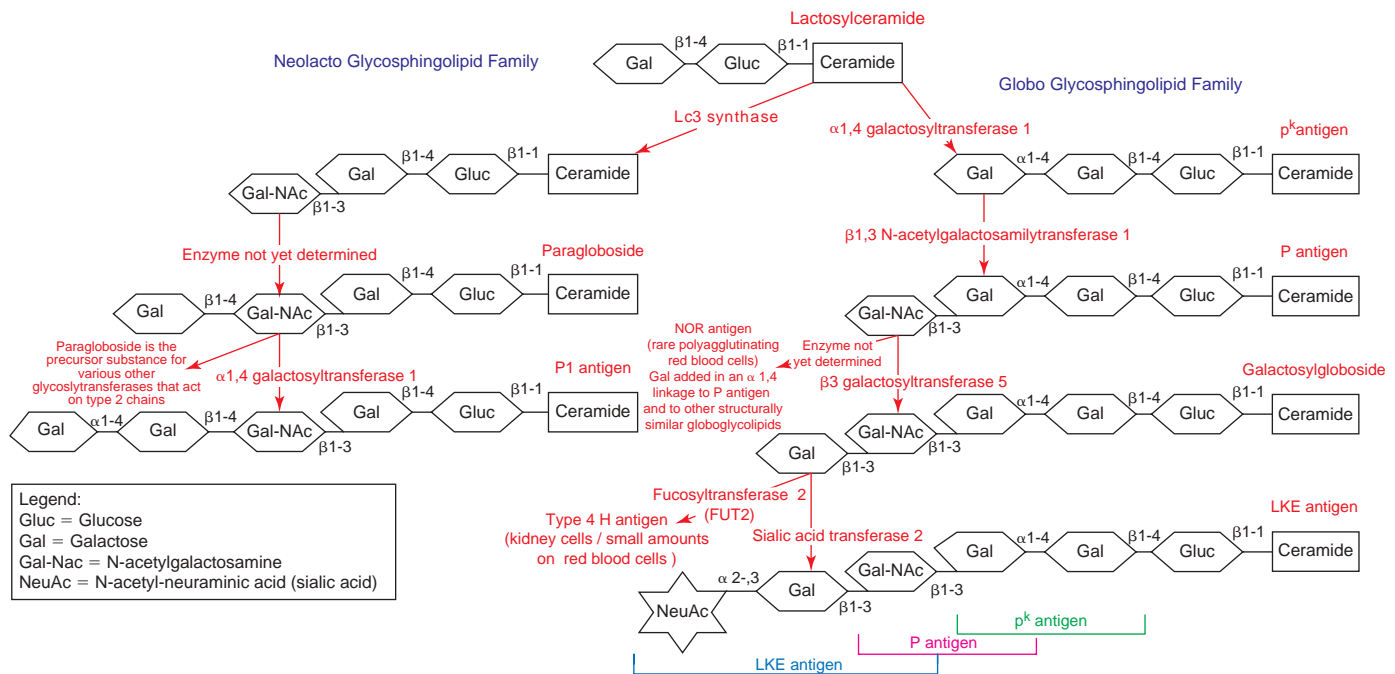 Lactosylceramide
Neolacto Glycosphingolipid Family
Globo Glycosphingolipid Family
β1-4
β1-1
Gal
Gluc
Ceramide
Lc3 synthase
α1,4 galactosyltransferase 1
pᵏantigen
β1-4
β1-1
Gal
Gluc
Ceramide
Gal-NAc
β1-3
α1-4
β1-4
β1-1
Gal
Gal
Gluc
Ceramide
Enzyme not yet determined
Paragloboside
β1,3 N-acetylgalactosamilytransferase 1
P antigen
β1-4
β1-1
Gal
Gluc
Ceramide
Gal
β1-4
Gal-NAc
β1-3
α1-4
β1-4
β1-1
Gal
Gal
Gluc
Ceramide
Gal-NAc
β1-3
Paragloboside is the
precursor substance for
various other
glycoslytransferases that act
on type 2 chains
α1,4 galactosyltransferase 1
P1 antigen
NOR antigen
(rare polyagglutinating
red blood cells)
Gal added in an α 1,4
linkage to P antigen
and to other structurally
similar globoglycolipids
Enzyme not
yet determined
β3 galactosyltransferase 5
Galactosylgloboside
β1-4
β1-1
Gal
Gluc
Ceramide
Gal
α1-4
Gal
β1-4
Gal-NAc
β1-3
α1-4
β1-4
β1-1
Gal
Gal
Gluc
Ceramide
Gal-NAc
β1-3
Gal
β1-3
Legend:
Gluc = Glucose
Gal = Galactose
Gal-Nac = N-acetylgalactosamine
NeuAc = N-acetyl-neuraminic acid (sialic acid)
Fucosyltransferase 2
(FUT2)
Type 4 H antigen
(kidney cells / small amounts
on red blood cells )
Sialic acid transferase 2
LKE antigen
α1-4
β1-4
β1-1
Gal
Gal
Gluc
Ceramide
Gal-NAc
β1-3
α 2-,3
Gal
β1-3
NeuAc
pᵏ antigen
P antigen
LKE antigen